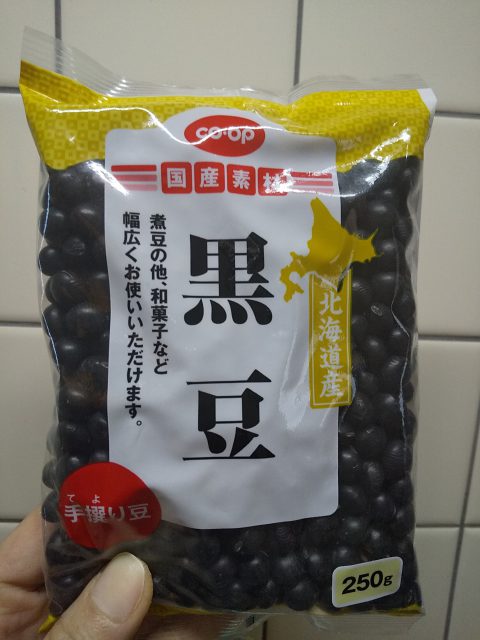 co·op
国産素材
煮豆の他、和菓子など
幅広くお使いいただけます。
黒豆
北海道産
てよ
手撰り豆
250g